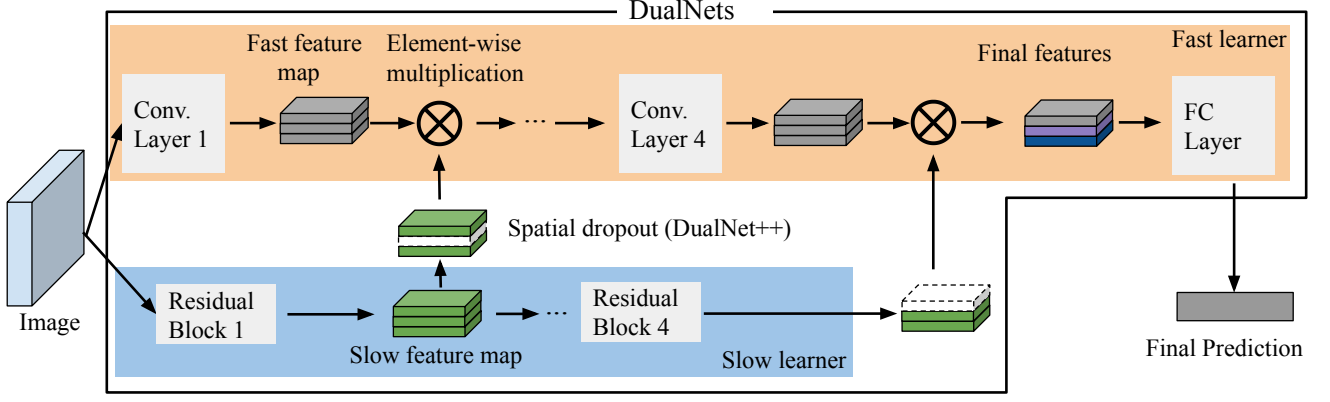 DualNets
Fast feature
map
Element-wise
multiplication
Final features
Fast learner
Conv.
Layer 1
...
Conv.
Layer 4
FC
Layer
Spatial dropout (DualNet++)
Image
Residual
Block 1
Slow feature map
...
Residual
Block 4
Slow learner
Final Prediction